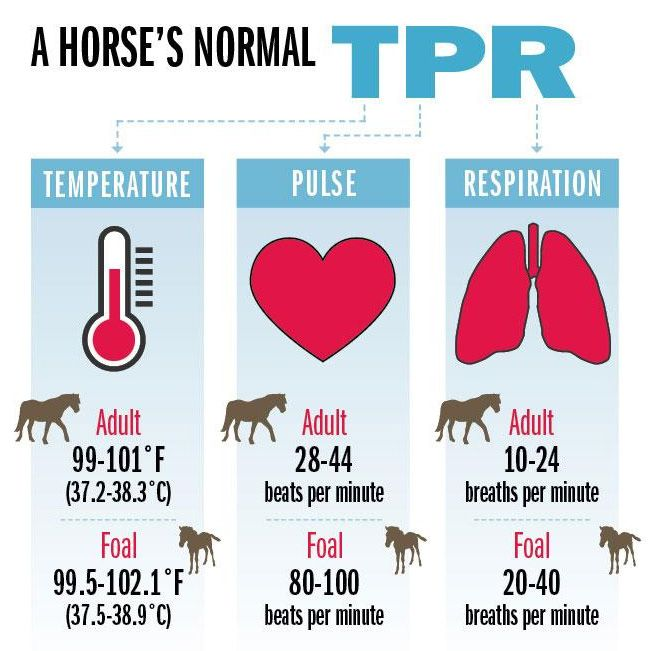 A HORSE'S NORMAL TPR
TEMPERATURE
Adult
99-101˚F
(37.2-38.3˚C)
Foal
99.5-102.1˚F
(37.5-38.9˚C)
PULSE
Adult
28-44
beats per minute
Foal
80-100
beats per minute
RESPIRATION
Adult
10-24
breaths per minute
Foal
20-40
breaths per minute